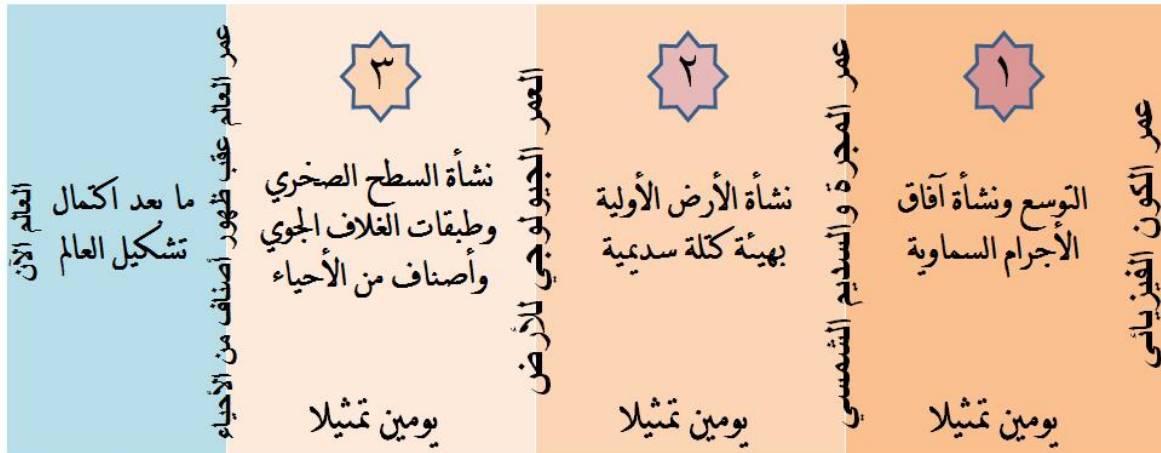 عمر الكون الفيزيائي
١
التوسع ونشأة آفاق
الأجرام السماوية
يومين تمثيلا
عمر المجرة والسديم الشمسي
٢
نشأة الأرض الأولية
بهيئة كتلة سديمية
يومين تمثيلا
العمر الجيولوجي للأرض
٣
نشأة السطح الصخري
وطبقات الغلاف الجوي
وأصناف من الأحياء
يومين تمثيلا
عمر العالم عقب ظهور أصناف من الأحياء
ما بعد اكتمال
تشكيل العالم
العالم الآن